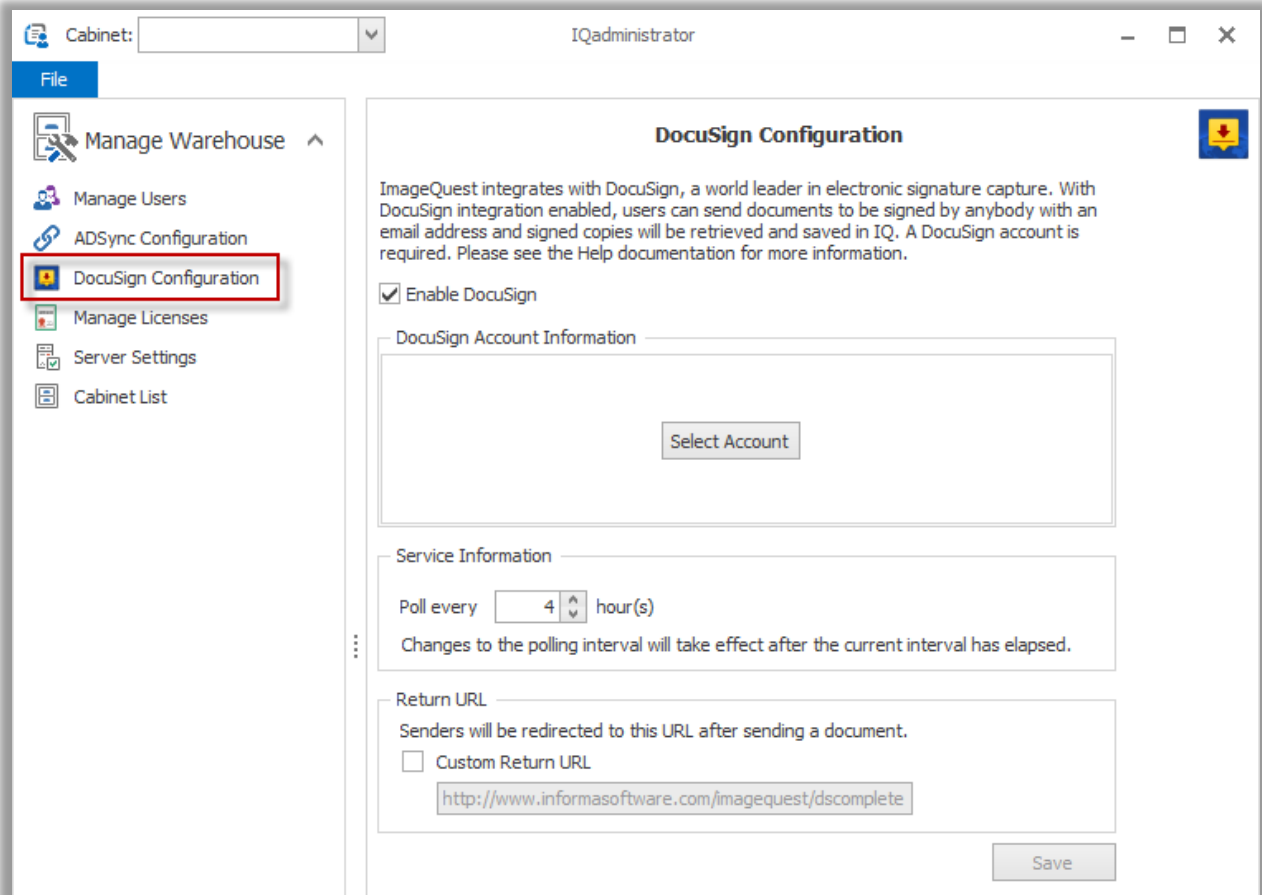 Cabinet:
IQadministrator
File
Manage Warehouse
Manage Users
ADSync Configuration
DocuSign Configuration
Manage Licenses
Server Settings
Cabinet List
DocuSign Configuration
ImageQuest integrates with DocuSign, a world leader in electronic signature capture. With
DocuSign integration enabled, users can send documents to be signed by anybody with an
email address and signed copies will be retrieved and saved in IQ. A DocuSign account is
required. Please see the Help documentation for more information.
Enable DocuSign
DocuSign Account Information
Select Account
Service Information
Poll every 4 hour(s)
Changes to the polling interval will take effect after the current interval has elapsed.
Return URL
Senders will be redirected to this URL after sending a document.
Custom Return URL
http://www.informasoftware.com/imagequest/dscomplete
Save